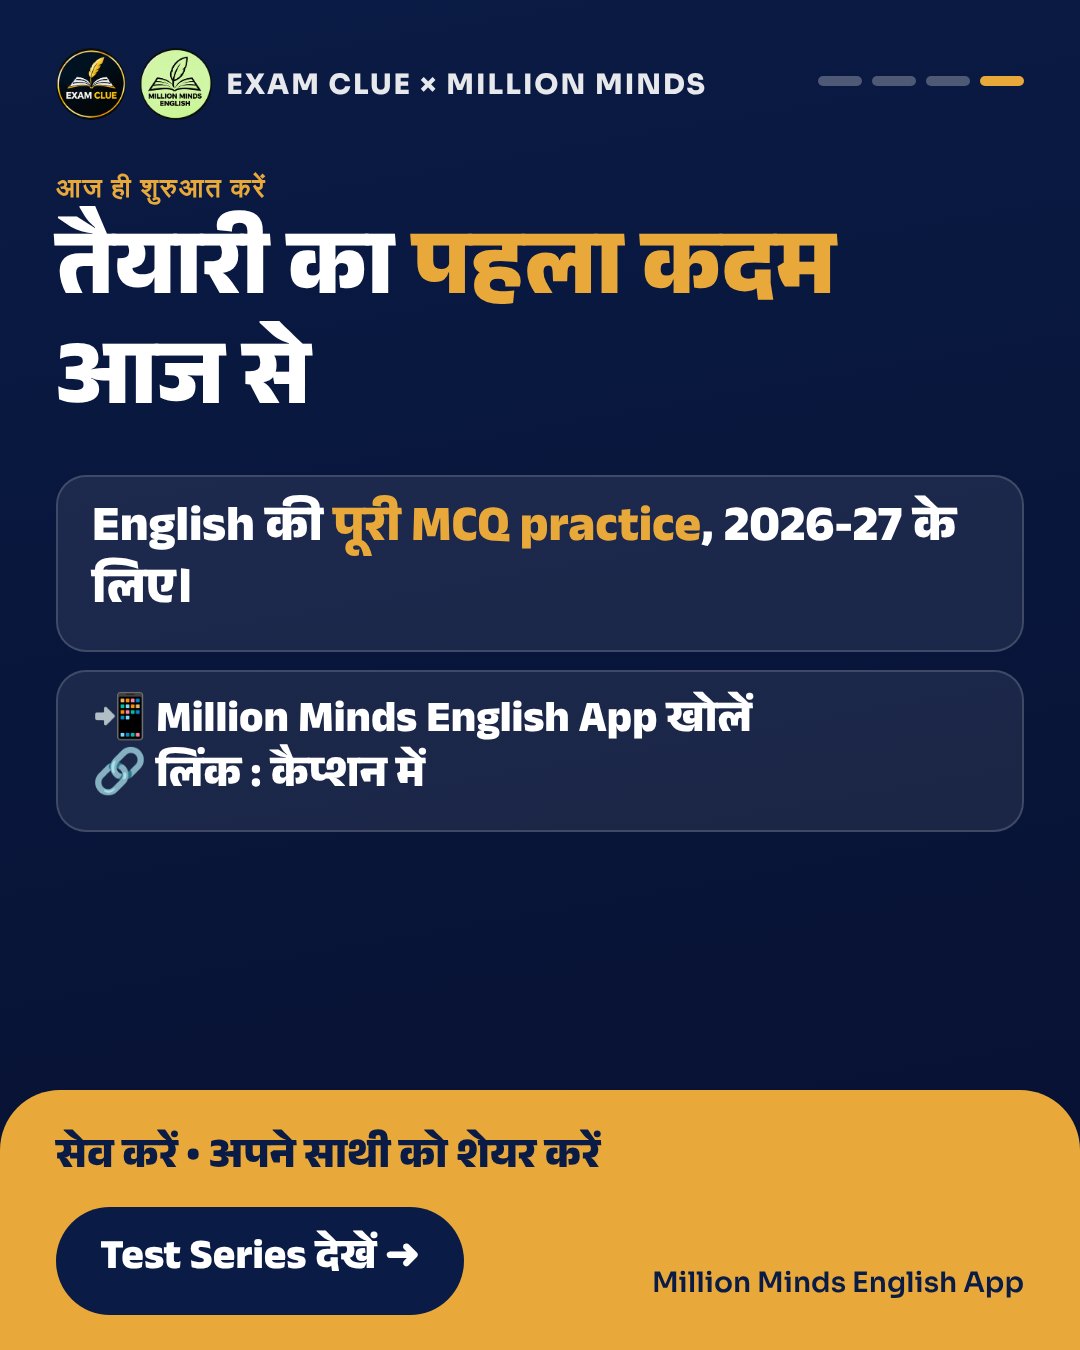 EXAM CLUE
MILLION MINDS
ENGLISH
EXAM CLUE × MILLION MINDS
आज ही शुरुआत करें
तैयारी का पहला कदम
आज से
English की पूरी MCQ practice, 2026-27 के
लिए।
📲 Million Minds English App खोलें
🔗 लिंक : कैप्शन में
सेव करें • अपने साथी को शेयर करें
Test Series देखें →
Million Minds English App